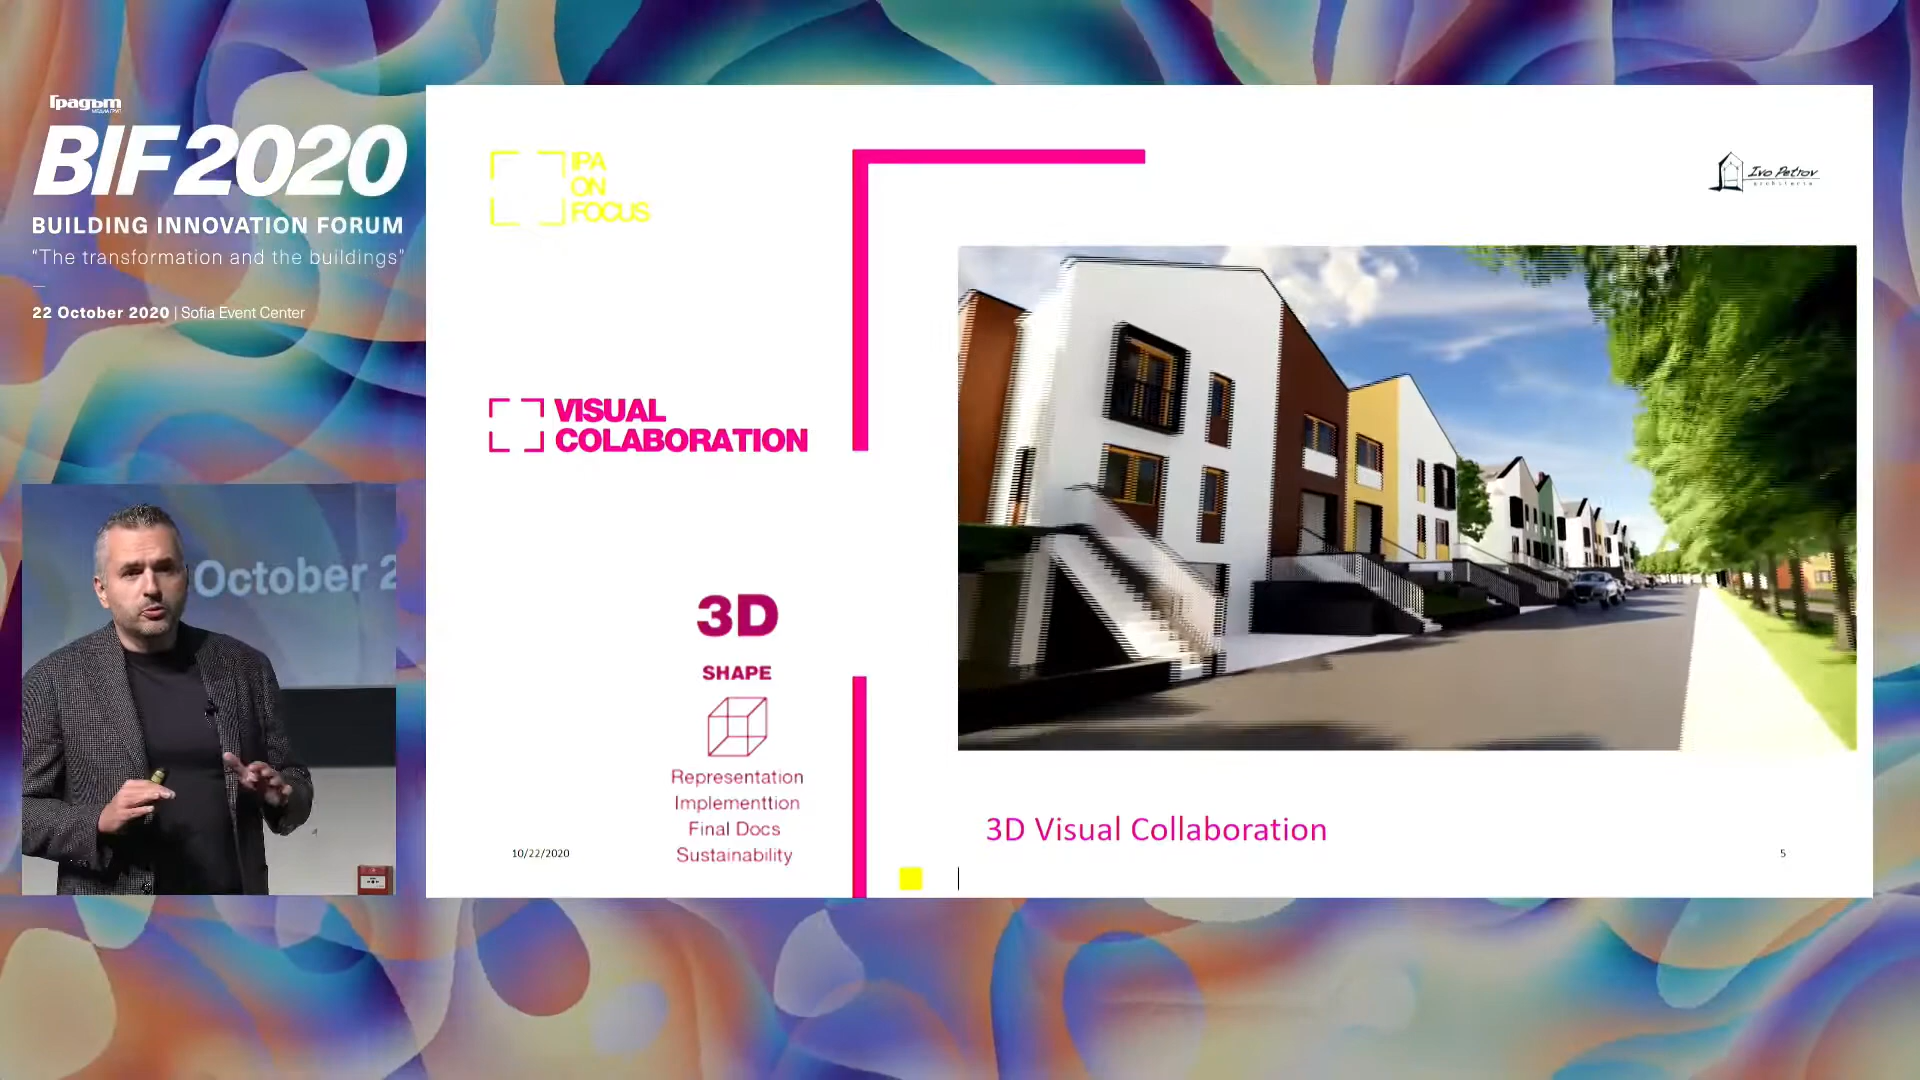 Градът
BIF 2020
BUILDING INNOVATION FORUM
"The transformation and the buildings"
22 October 2020 | Sofia Event Center
October 2
IPA
ON
FOCUS
Ivo Petrov
architects
VISUAL
COLABORATION
3D
SHAPE
Representation
Implementtion
Final Docs
Sustainability
10/22/2020
3D Visual Collaboration
5